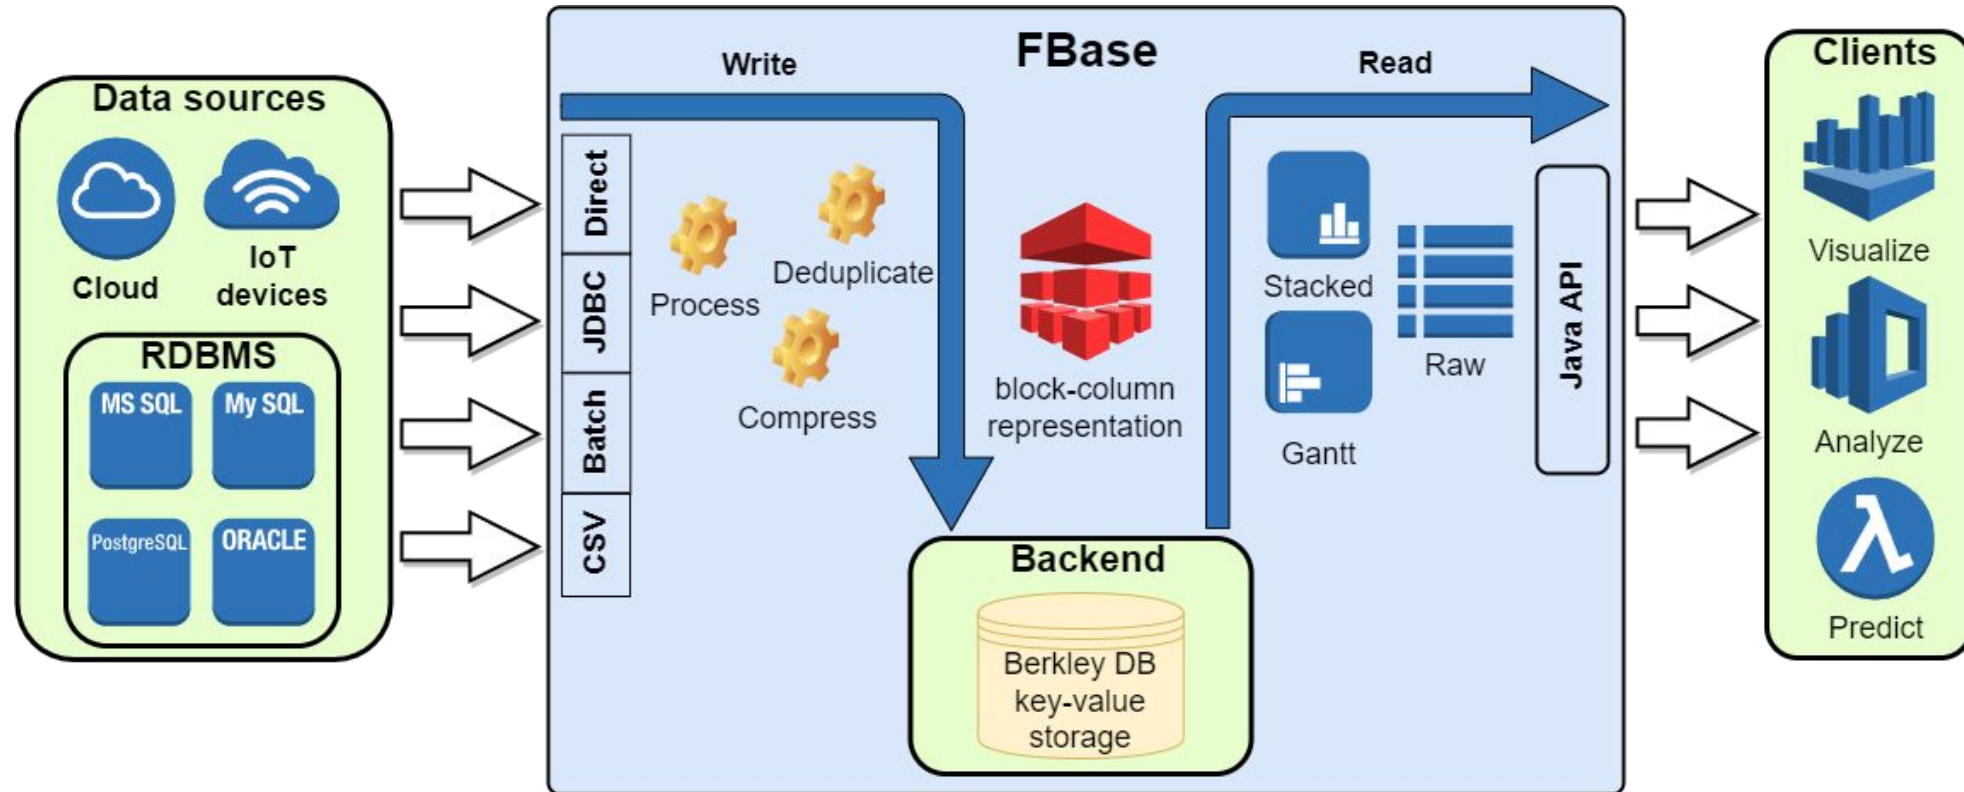 Data sources
Cloud
IoT
devices
RDBMS
MS SQL
My SQL
PostgreSQL
ORACLE
FBase
Write
Read
Direct
JDBC
Batch
CSV
Process
Deduplicate
Compress
block-column
representation
Backend
Berkley DB
key-value
storage
Stacked
Raw
Gantt
Java API
Clients
Visualize
Analyze
Predict